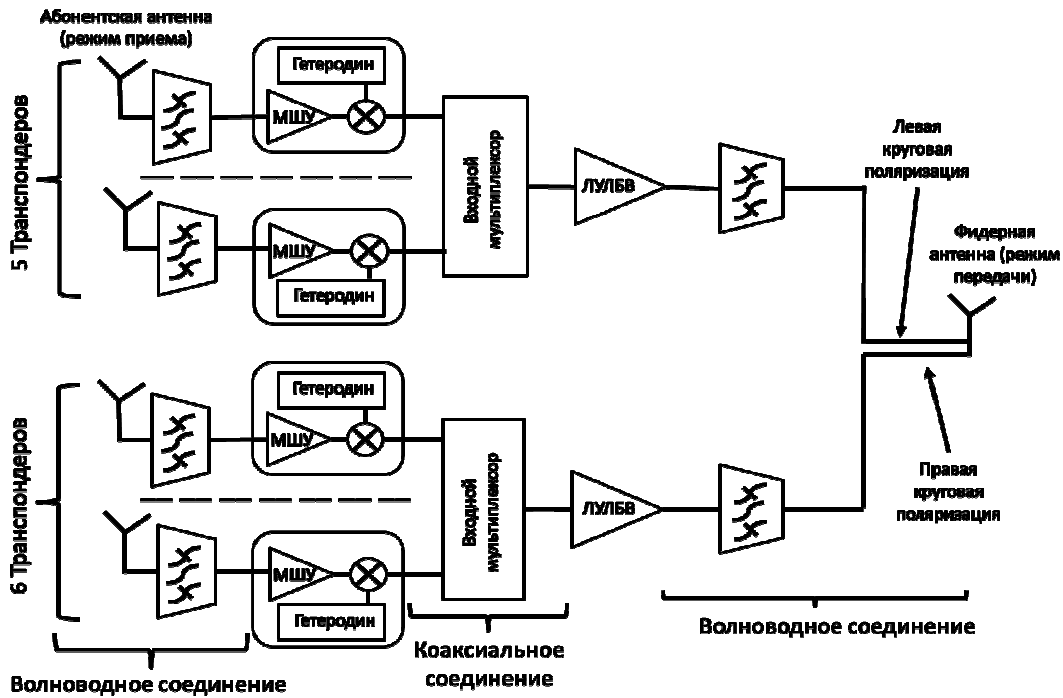 Абонентская антенна
(режим приема)
5 Транспондеров
Гетеродин
МШУ
МШУ
Гетеродин
Входной
мультиплексор
ЛУЛБВ
Левая
круговая
поляризация
Фидерная
антенна (режим
передачи)
6 Транспондеров
Гетеродин
МШУ
МШУ
Гетеродин
Входной
мультиплексор
ЛУЛБВ
Правая
круговая
поляризация
Волноводное соединение
Коаксиальное
соединение
Волноводное соединение